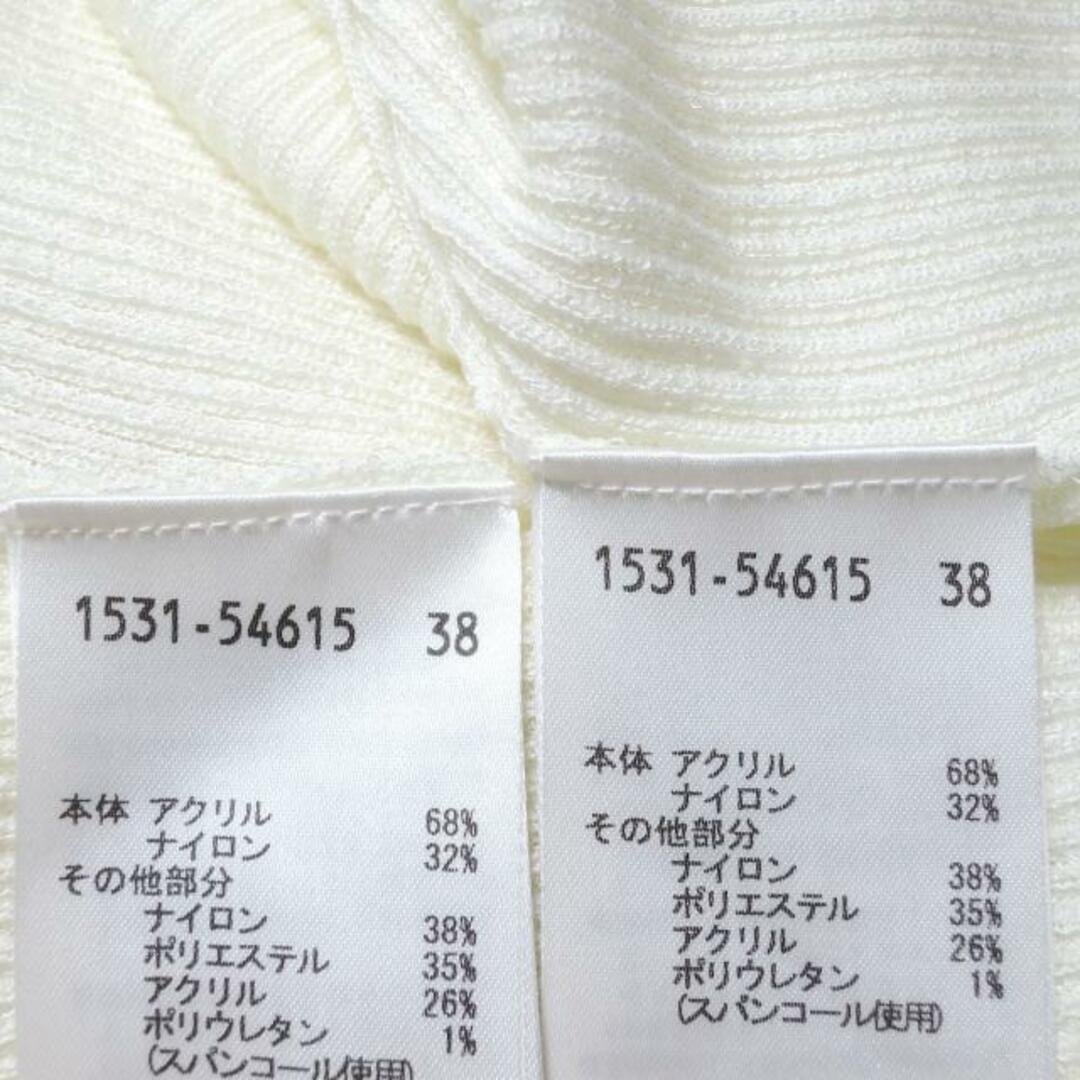 1531-54615 38
本体 アクリル 68%
ナイロン 32%
その他部分
ナイロン 38%
ポリエステル 35%
アクリル 26%
ポリウレタン 1%
(スパンコール使用)
1531-54615 38
本体 アクリル 68%
ナイロン 32%
その他部分
ナイロン 38%
ポリエステル 35%
アクリル 26%
ポリウレタン 1%
(スパンコール使用)